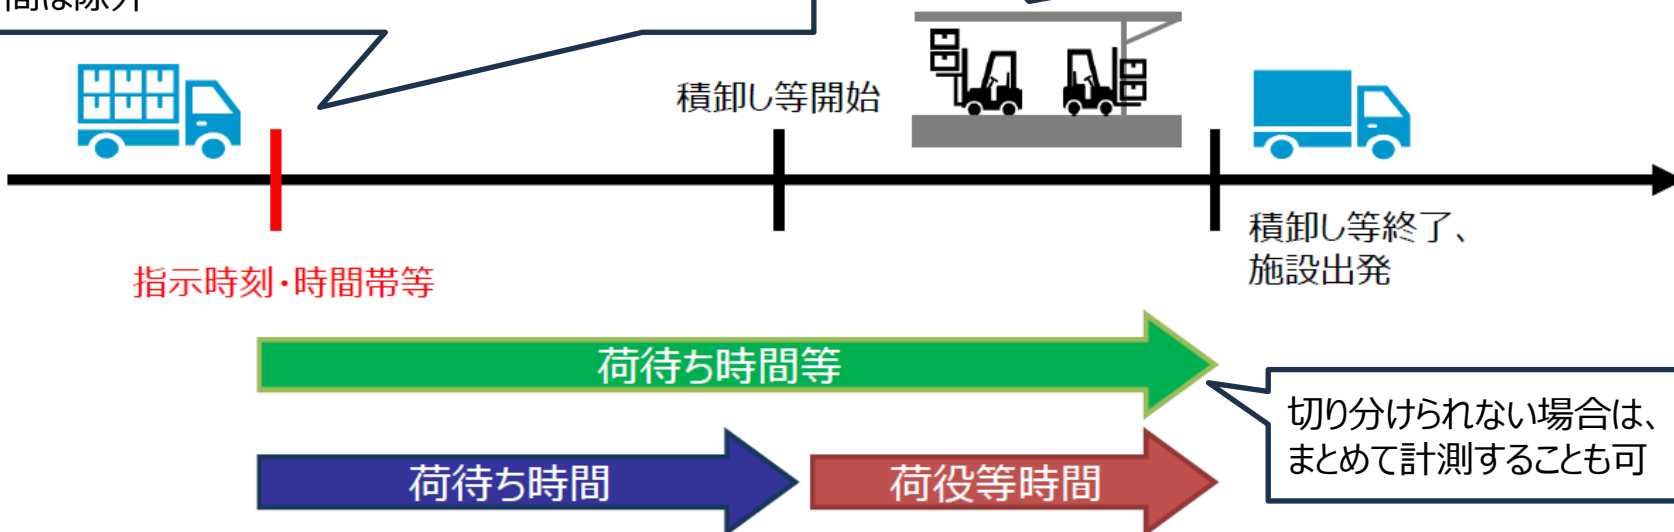 積卸し等開始
積卸し等終了、
施設出発
指示時刻・時間帯等
荷待ち時間等
切り分けられない場合は、
まとめて計測することも可
荷待ち時間
荷役等時間